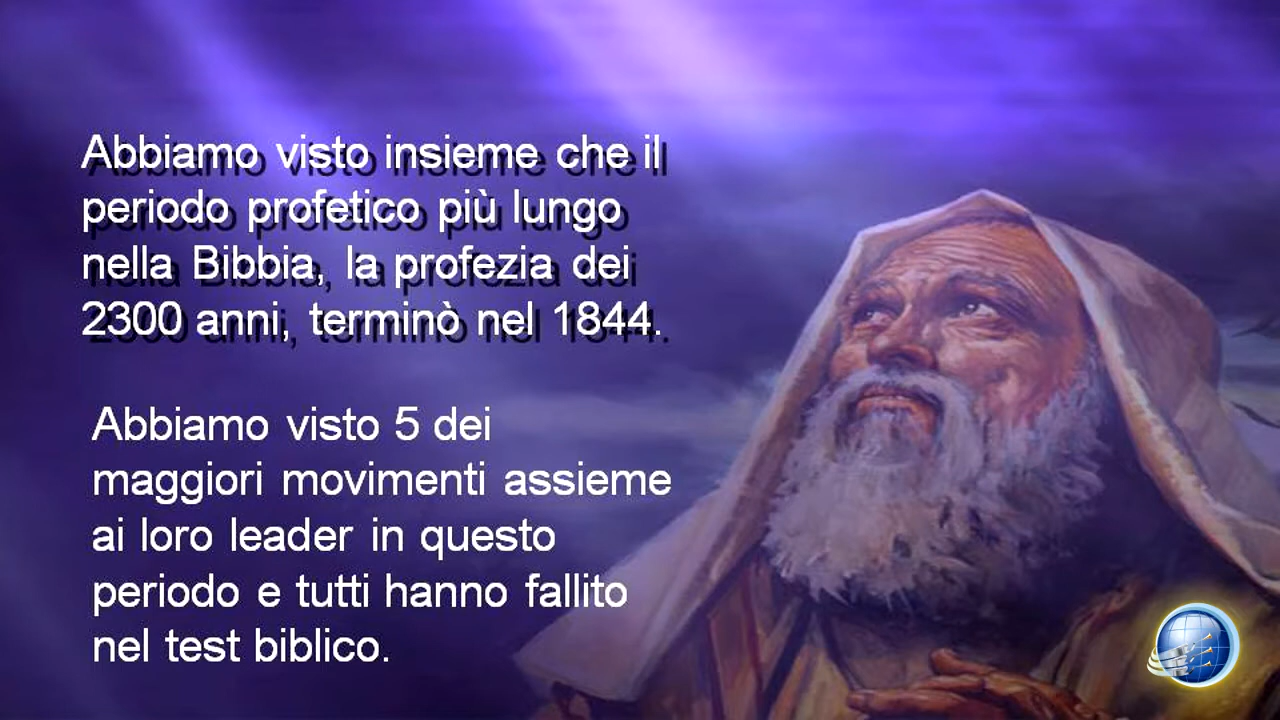 Abbiamo visto insieme che il
periodo profetico più lungo
nella Bibbia, la profezia dei
2300 anni, terminò nel 1844.
Abbiamo visto 5 dei
maggiori movimenti assieme
ai loro leader in questo
periodo e tutti hanno fallito
nel test biblico.